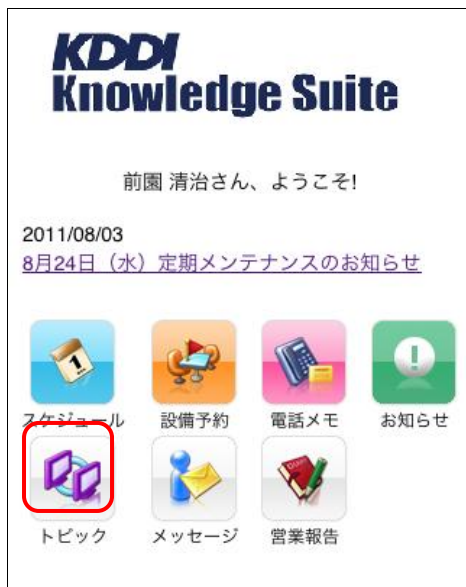 KDDI
Knowledge Suite
前園 清治さん、ようこそ!
2011/08/03
8月24日（水）定期メンテナンスのお知らせ
スケジュール 設備予約 電話メモ お知らせ
トピック メッセージ 営業報告